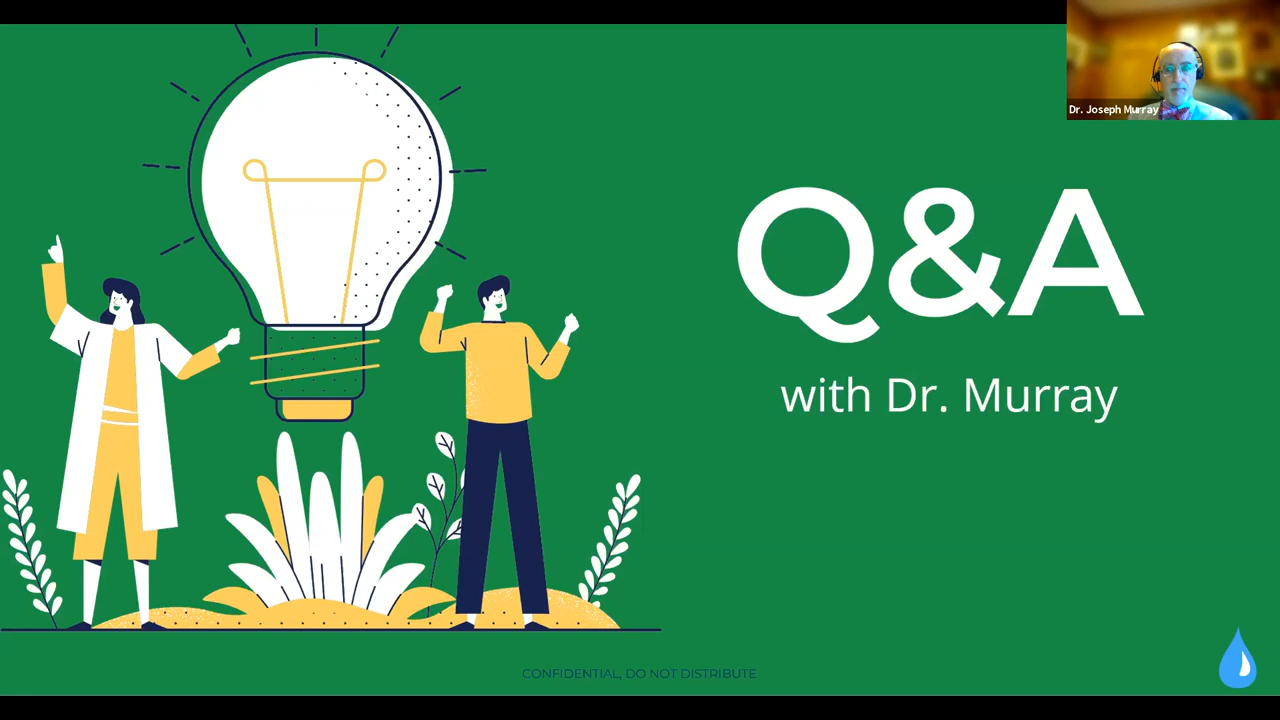 Dr. Joseph Murray
Q&A
with Dr. Murray
CONFIDENTIAL, DO NOT DISTRIBUTE